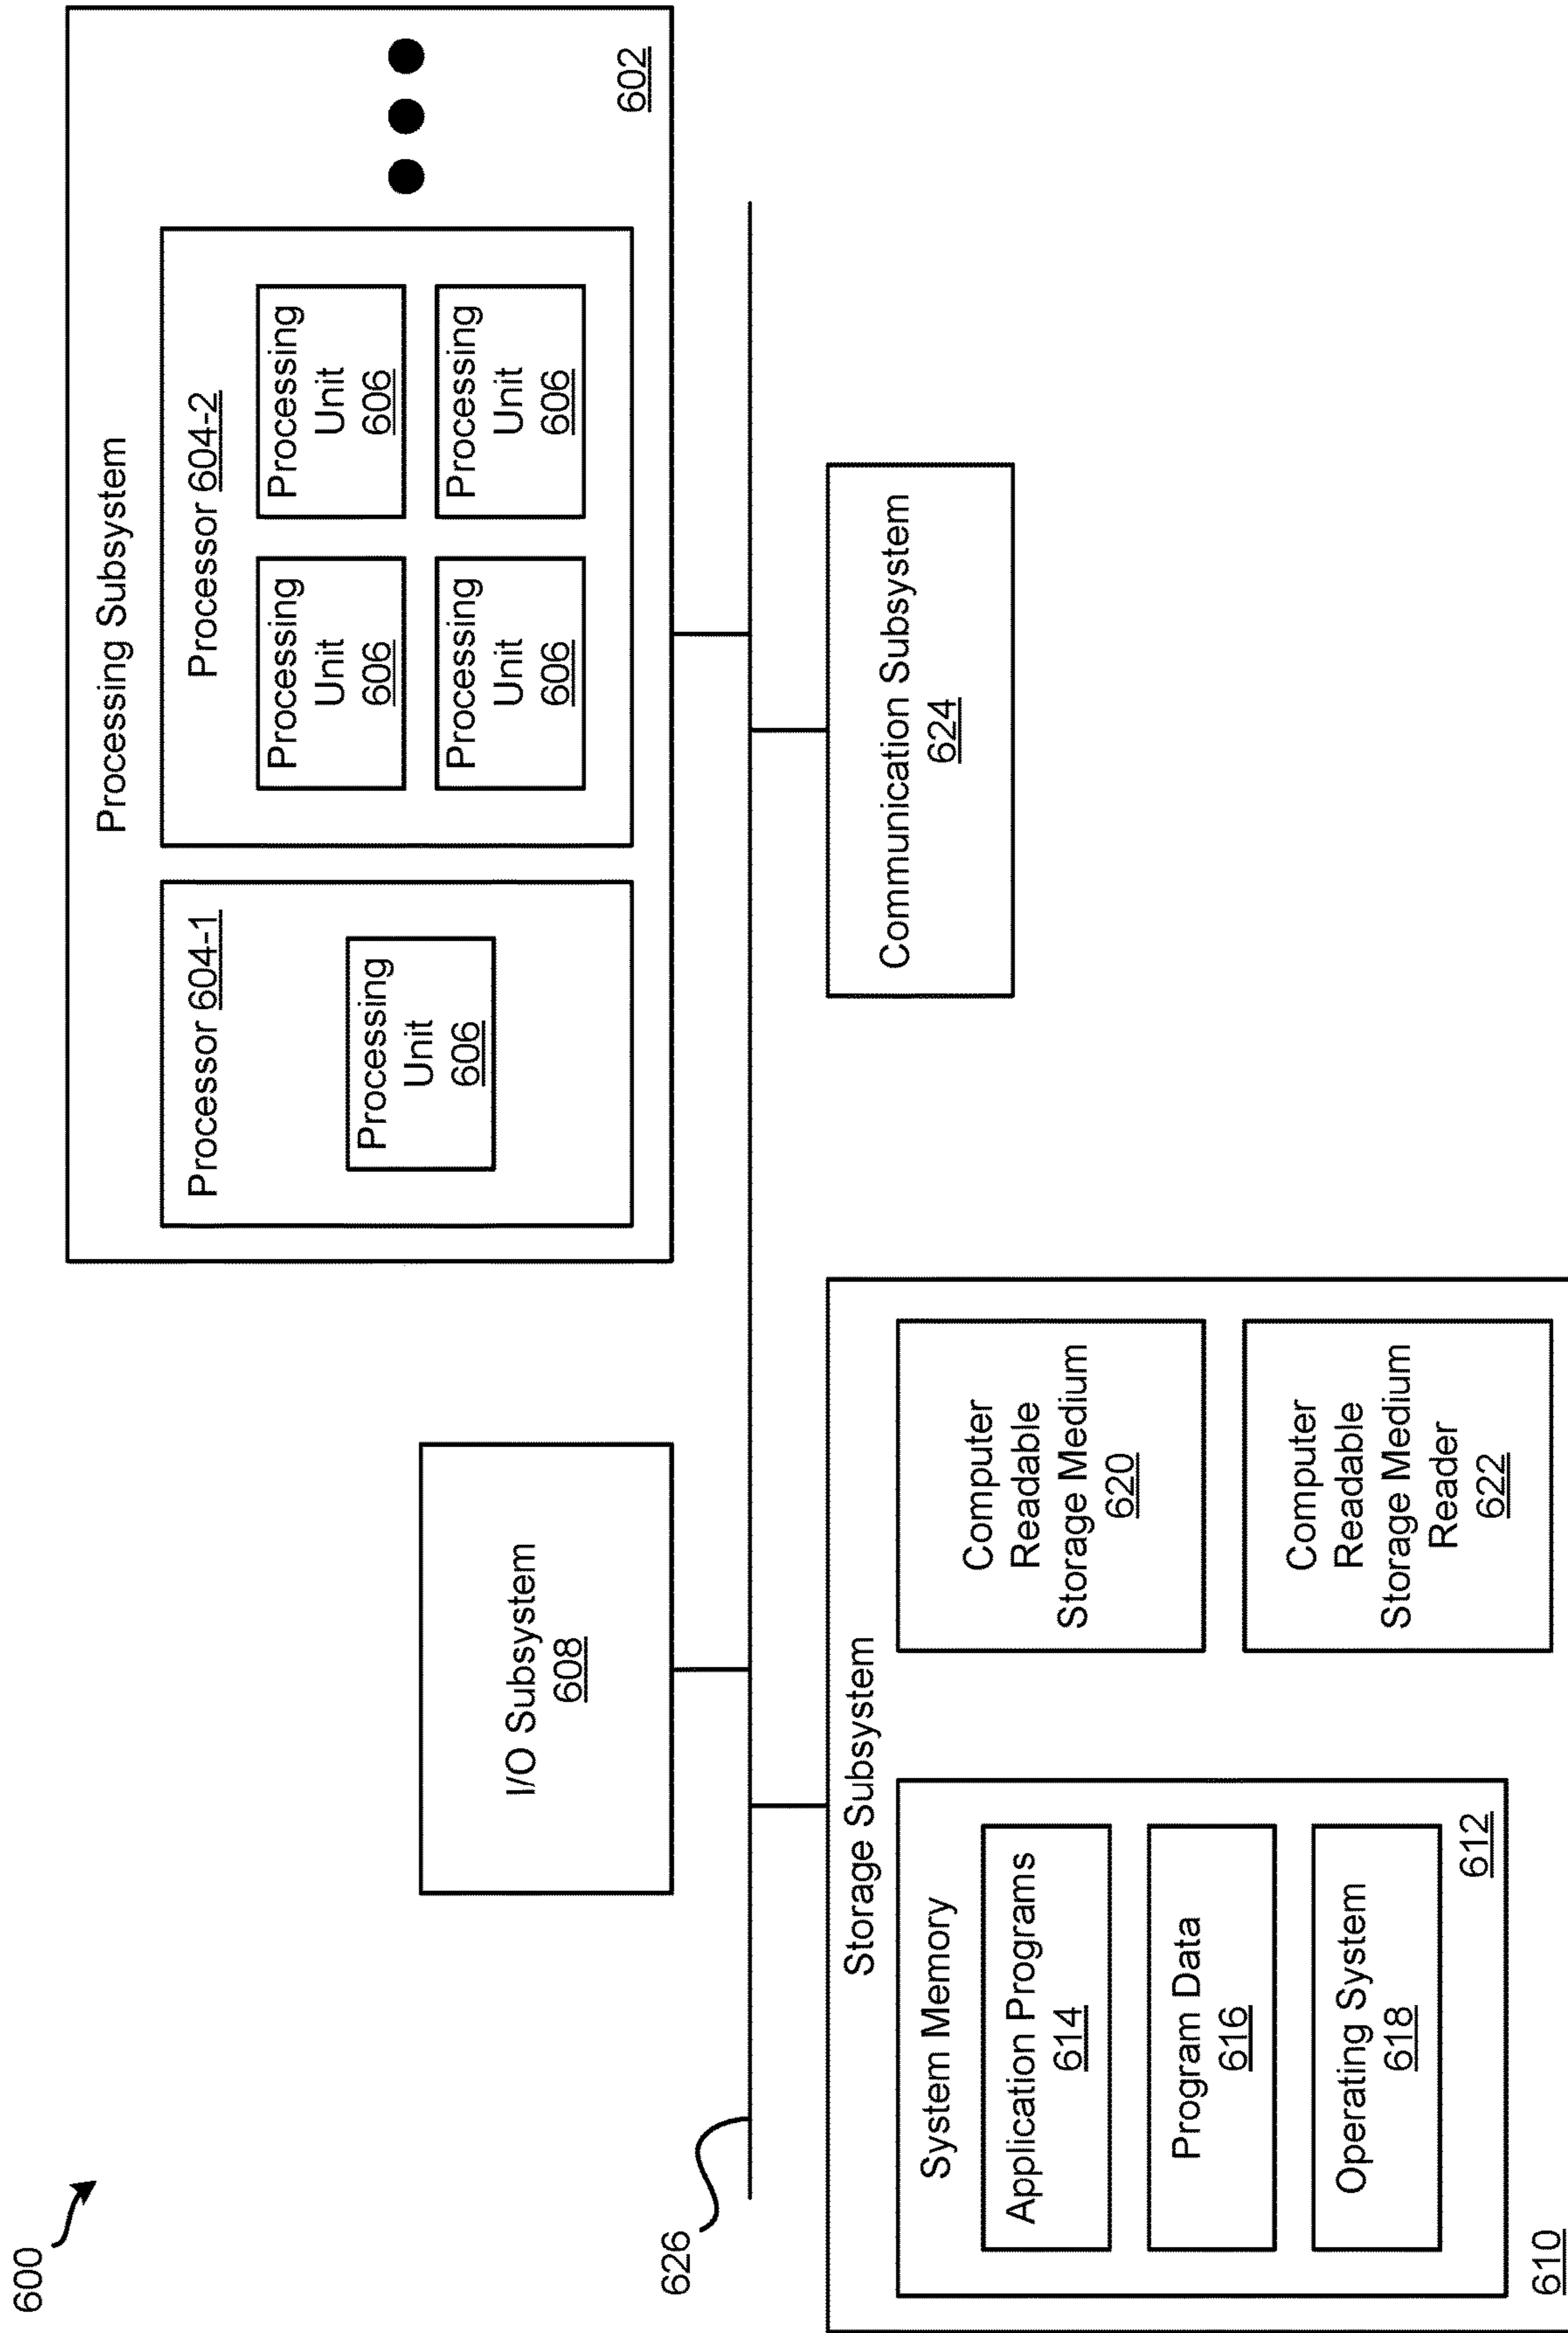 600
Processing Subsystem
Processor 604-1
Processing
Unit
606
Processor 604-2
Processing
Unit
606
Processing
Unit
606
Processing
Unit
606
Processing
Unit
606
602
I/O Subsystem
608
626
Storage Subsystem
System Memory
Application Programs
614
Program Data
616
Operating System
618
612
Computer
Readable
Storage Medium
620
Computer
Readable
Storage Medium
Reader
622
610
Communication Subsystem
624